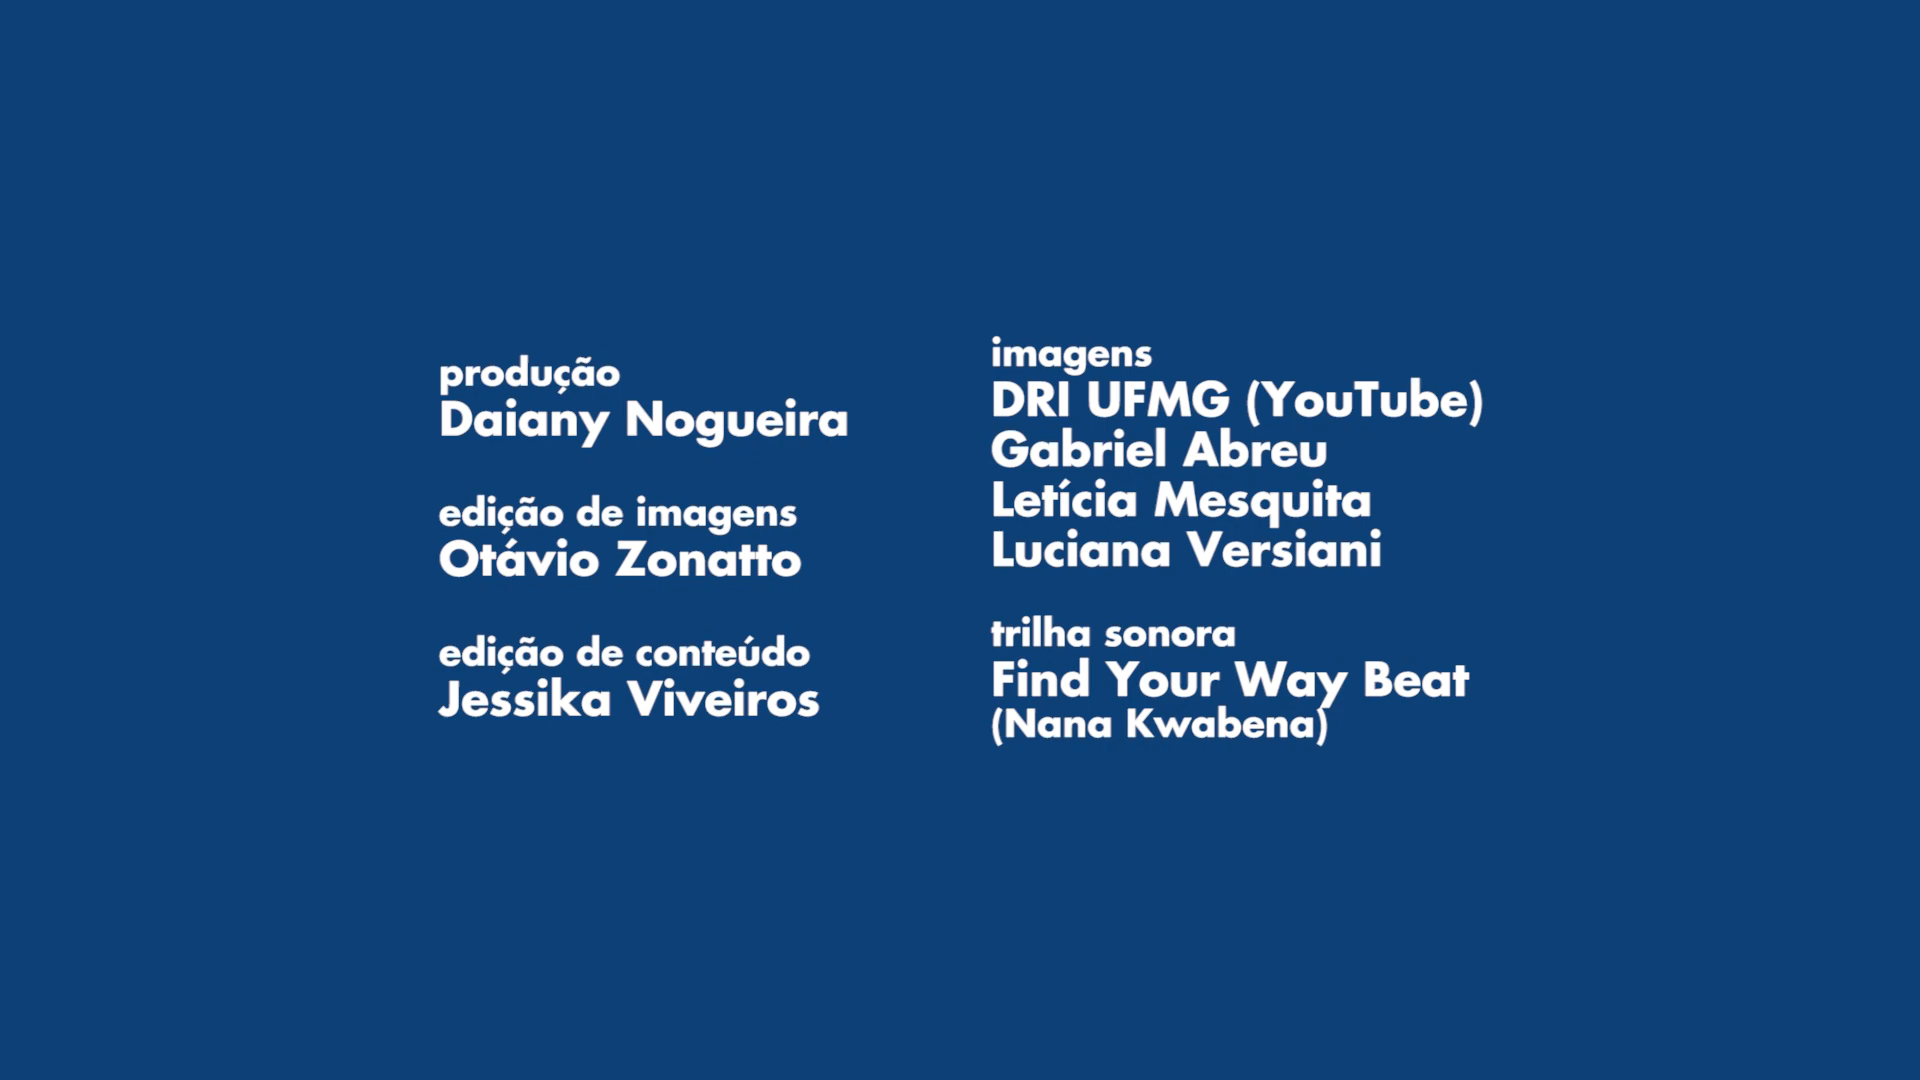 produção
Daiany Nogueira
edição de imagens
Otávio Zonatto
edição de conteúdo
Jessika Viveiros
imagens
DRI UFMG (YouTube)
Gabriel Abreu
Letícia Mesquita
Luciana Versiani
trilha sonora
Find Your Way Beat
(Nana Kwabena)